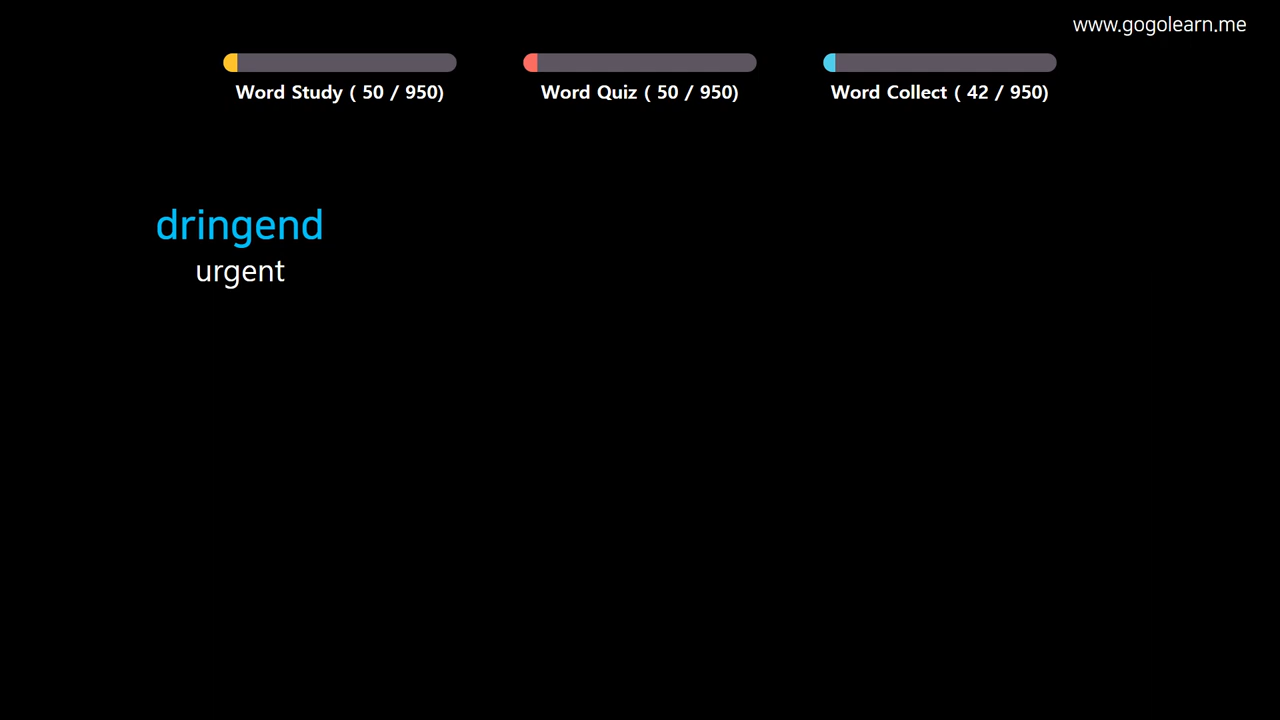 www.gogolearn.me
Word Study ( 50 / 950)
Word Quiz ( 50 / 950)
Word Collect ( 42 / 950)
dringend
urgent